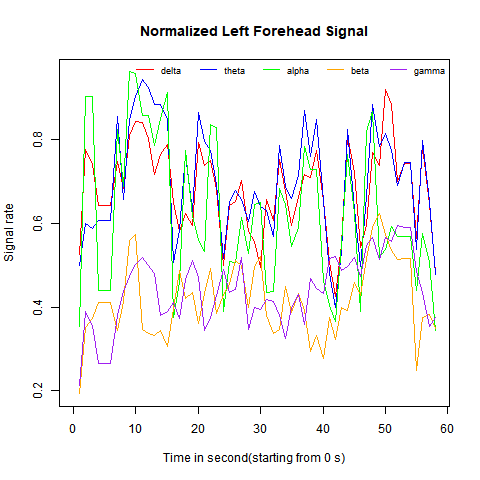 Normalized Left Forehead Signal
delta theta alpha beta gamma
Signal rate
0.8
0.6
0.4
0.2
0 10 20 30 40 50 60
Time in second(starting from 0 s)